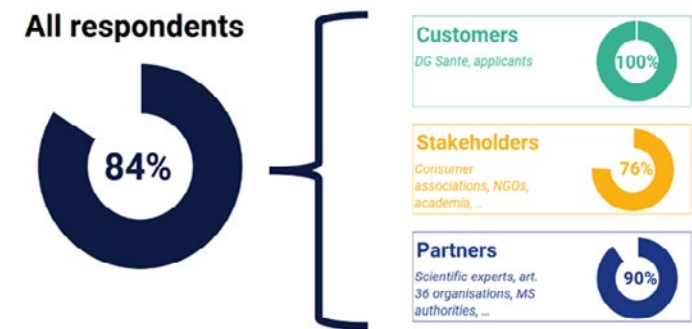 All respondents
84%
Customers
DG Sante, applicants
100%
Stakeholders
Consumer
associations, NGOs,
academia, ..
76%
Partners
Scientific experts, art.
36 organisations, MS
authorities, ...
90%